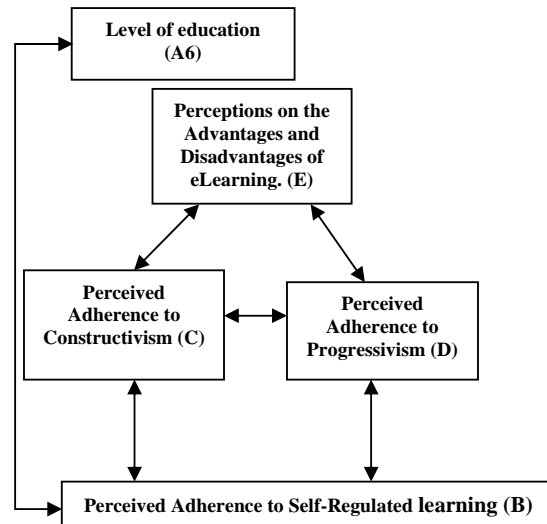 Level of education
(A6)
Perceptions on the
Advantages and
Disadvantages of
eLearning. (E)
Perceived
Adherence to
Constructivism (C)
Perceived
Adherence to
Progressivism (D)
Perceived Adherence to Self-Regulated learning (B)